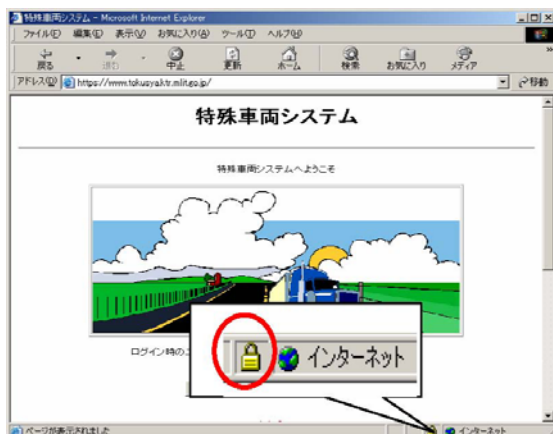 特殊車両システム - Microsoft Internet Explorer
ファイル(F) 編集(E) 表示(V) お気に入り(A) ツール(T) ヘルプ(H)
戻る 進む 中止 更新 ホーム 検索 お気に入り メディア
アドレス(D) https://www.tokusya.ktr.mlit.go.jp/ 移動
特殊車両システム
特殊車両システムへようこそ
ログイン時の
インターネット
ページが表示されました インターネット